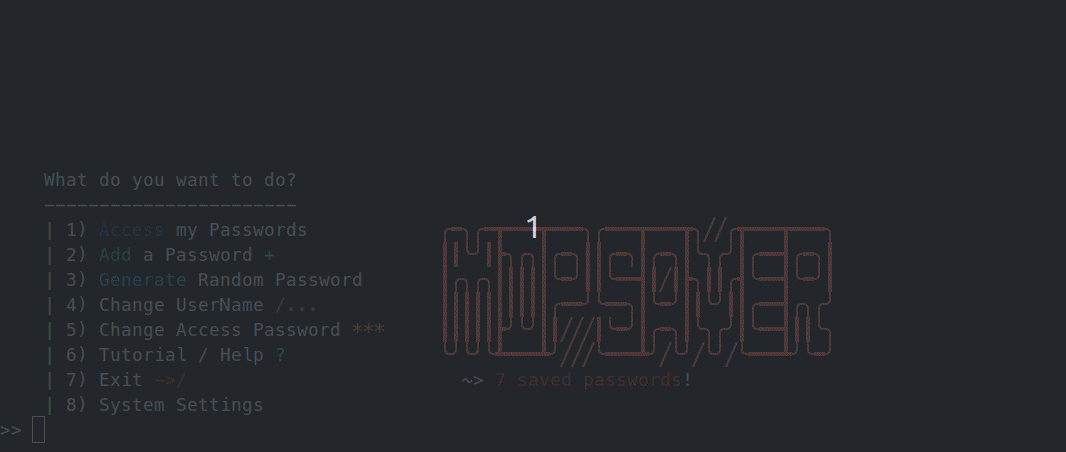 What do you want to do?
-----------------------
| 1) Access my Passwords
| 2) Add a Password +
| 3) Generate Random Password
| 4) Change UserName /...
| 5) Change Access Password ***
| 6) Tutorial / Help ?
| 7) Exit ->/
| 8) System Settings
>>
1
~> 7 saved passwords!